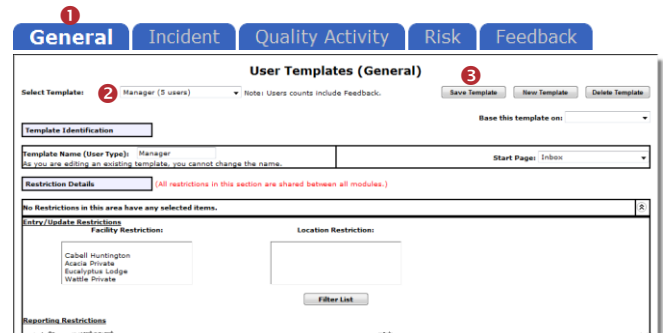 1
General Incident Quality Activity Risk Feedback
User Templates (General)
3
Select Template: 2 Manager (5 users) Note: Users counts include Feedback. Save Template New Template Delete Template
Base this template on:
Template Identification
Template Name (User Type): Manager
As you are editing an existing template, you cannot change the name.
Start Page: Inbox
Restriction Details (All restrictions in this section are shared between all modules.)
No Restrictions in this area have any selected items.
Entry/Update Restrictions
Facility Restriction: Location Restriction:
Cabell Huntington
Acacia Private
Eucalyptus Lodge
Wattle Private
Filter List
Reporting Restrictions